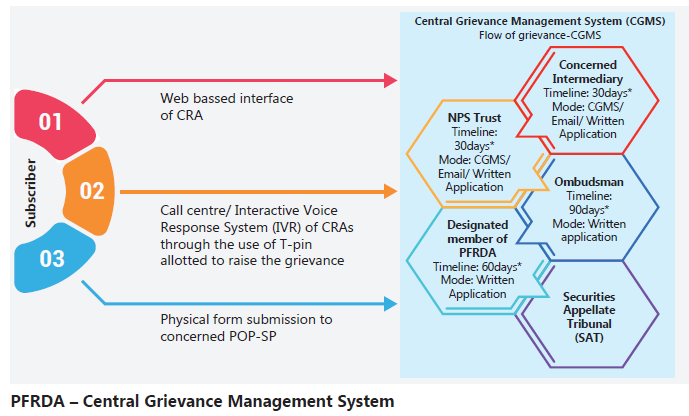 Central Grievance Management System (CGMS)
Flow of grievance-CGMS
Subscriber
01
Web bassed interface
of CRA
02
Call centre/ Interactive Voice
Response System (IVR) of CRAs
through the use of T-pin
allotted to raise the grievance
03
Physical form submission to
concerned POP-SP
Concerned
Intermediary
Timeline: 30days*
Mode: CGMS/
Email/ Written
Application
NPS Trust
Timeline:
30days*
Mode: CGMS/
Email/ Written
Application
Ombudsman
Timeline:
90days*
Mode: Written
application
Designated
member of
PFRDA
Timeline: 60days*
Mode: Written
Application
Securities
Appellate
Tribunal
(SAT)
PFRDA – Central Grievance Management System